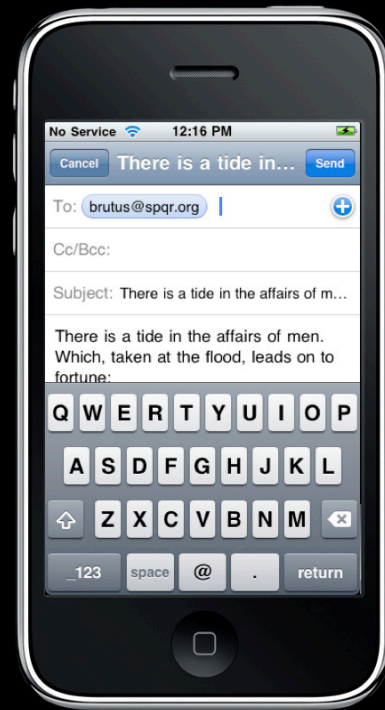 No Service 12:16 PM
Cancel There is a tide in... Send
To: brutus@spqr.org
Cc/Bcc:
Subject: There is a tide in the affairs of m...
There is a tide in the affairs of men.
Which, taken at the flood, leads on to
fortune:
Q W E R T Y U I O P
A S D F G H J K L
Z X C V B N M
_123 space @ . return